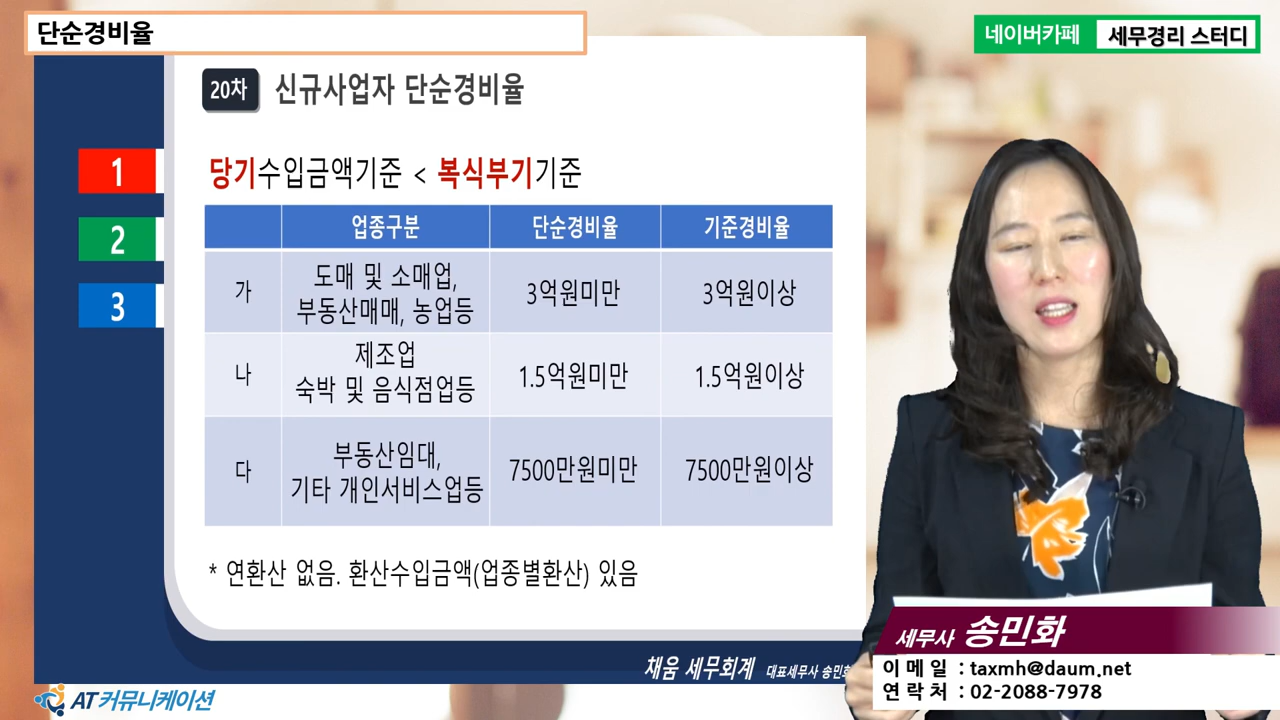 단순경비율
네이버카페 세무경리 스터디
20차 신규사업자 단순경비율
1
2
3
당기수입금액기준 < 복식부기기준
업종구분 단순경비율 기준경비율
가 도매 및 소매업, 부동산매매, 농업등 3억원미만 3억원이상
나 제조업 숙박 및 음식점업등 1.5억원미만 1.5억원이상
다 부동산임대, 기타 개인서비스업등 7500만원미만 7500만원이상
* 연환산 없음. 환산수입금액(업종별환산) 있음
채움 세무회계 대표세무사 송민화
세무사 송민화
이 메 일 : taxmh@daum.net
연 락 처 : 02-2088-7978
AT커뮤니케이션